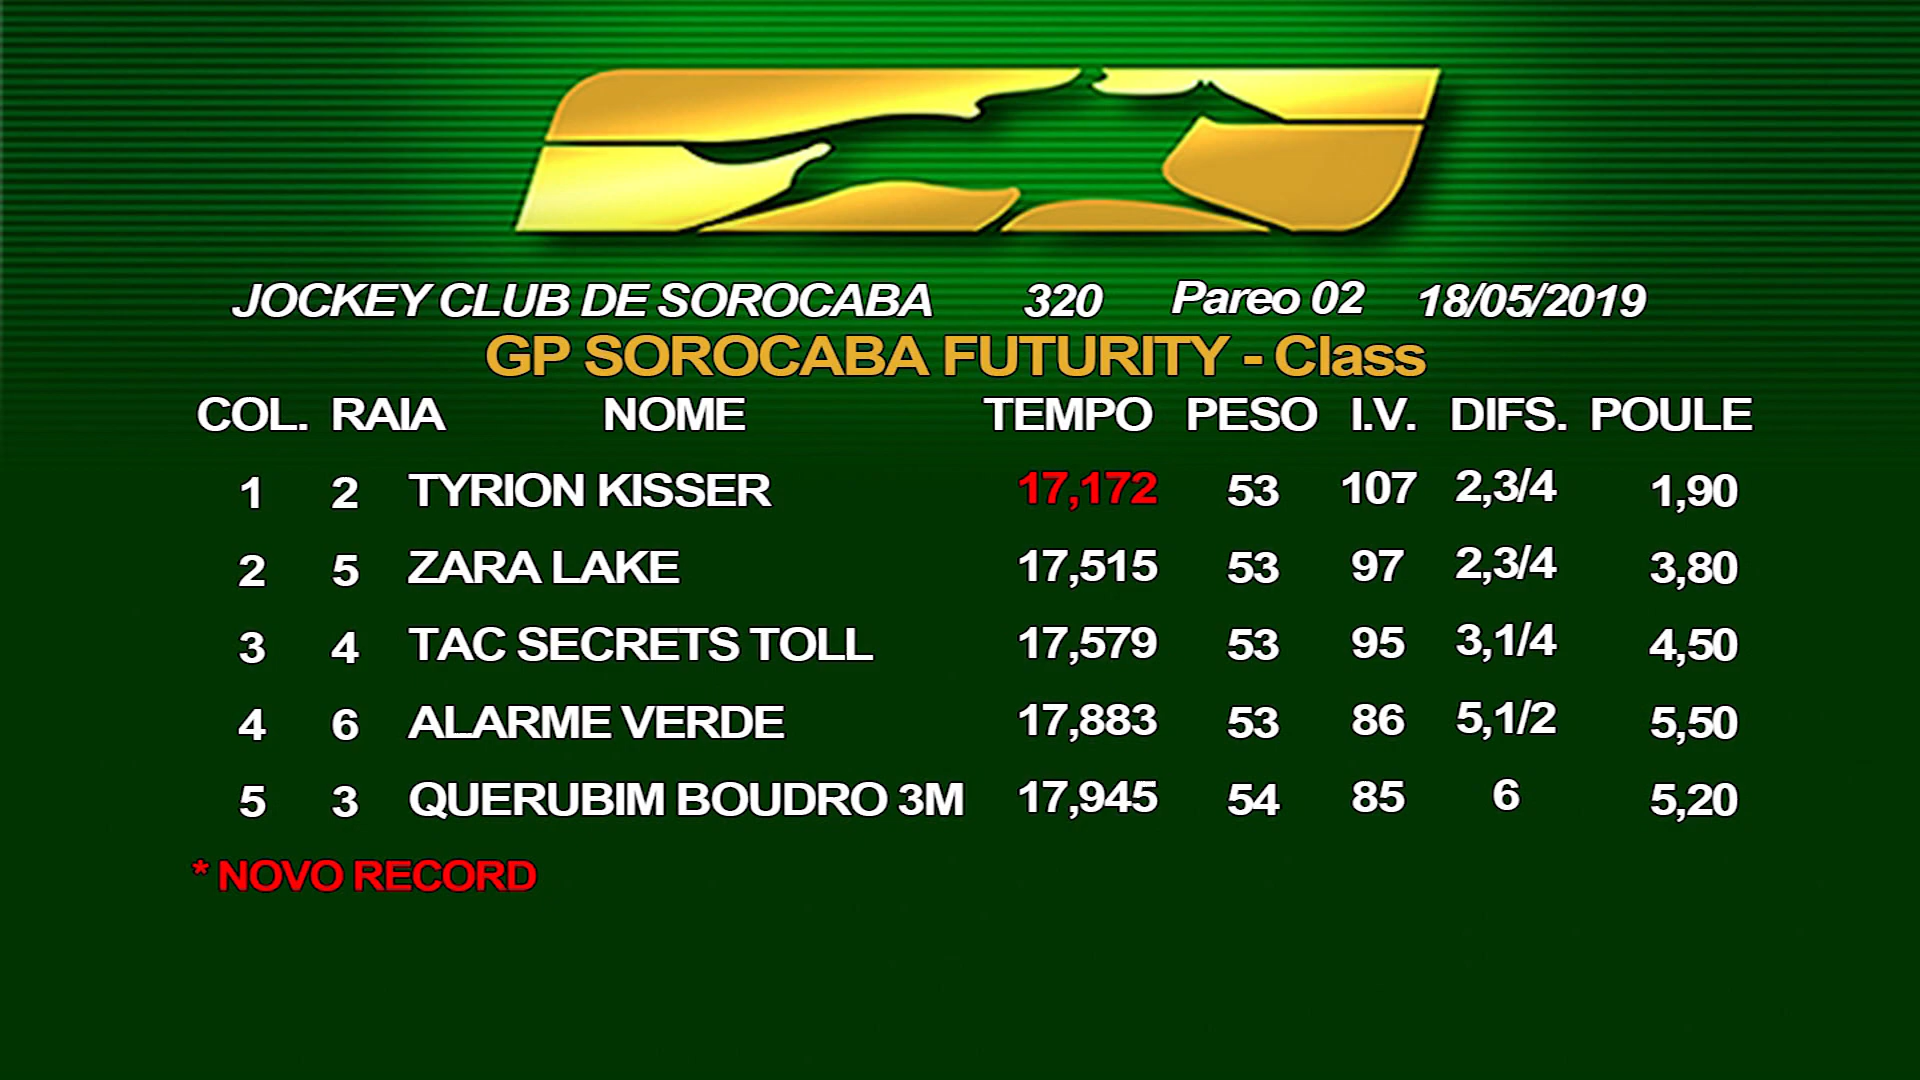 JOCKEY CLUB DE SOROCABA 320 Pareo 02 18/05/2019
GP SOROCABA FUTURITY - Class
COL. RAIA NOME TEMPO PESO I.V. DIFS. POULE
1 2 TYRION KISSER 17,172 53 107 2,3/4 1,90
2 5 ZARA LAKE 17,515 53 97 2,3/4 3,80
3 4 TAC SECRETS TOLL 17,579 53 95 3,1/4 4,50
4 6 ALARME VERDE 17,883 53 86 5,1/2 5,50
5 3 QUERUBIM BOUDRO 3M 17,945 54 85 6 5,20
* NOVO RECORD